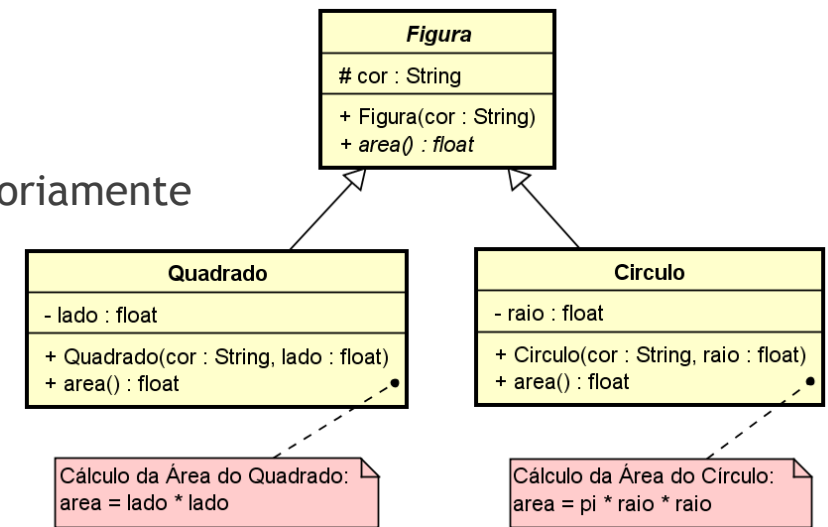 Figura
# cor : String
+ Figura(cor : String)
+ area() : float
Quadrado
- lado : float
+ Quadrado(cor : String, lado : float)
+ area() : float
Circulo
- raio : float
+ Circulo(cor : String, raio : float)
+ area() : float
Cálculo da Área do Quadrado:
area = lado * lado
Cálculo da Área do Círculo:
area = pi * raio * raio
oriamente